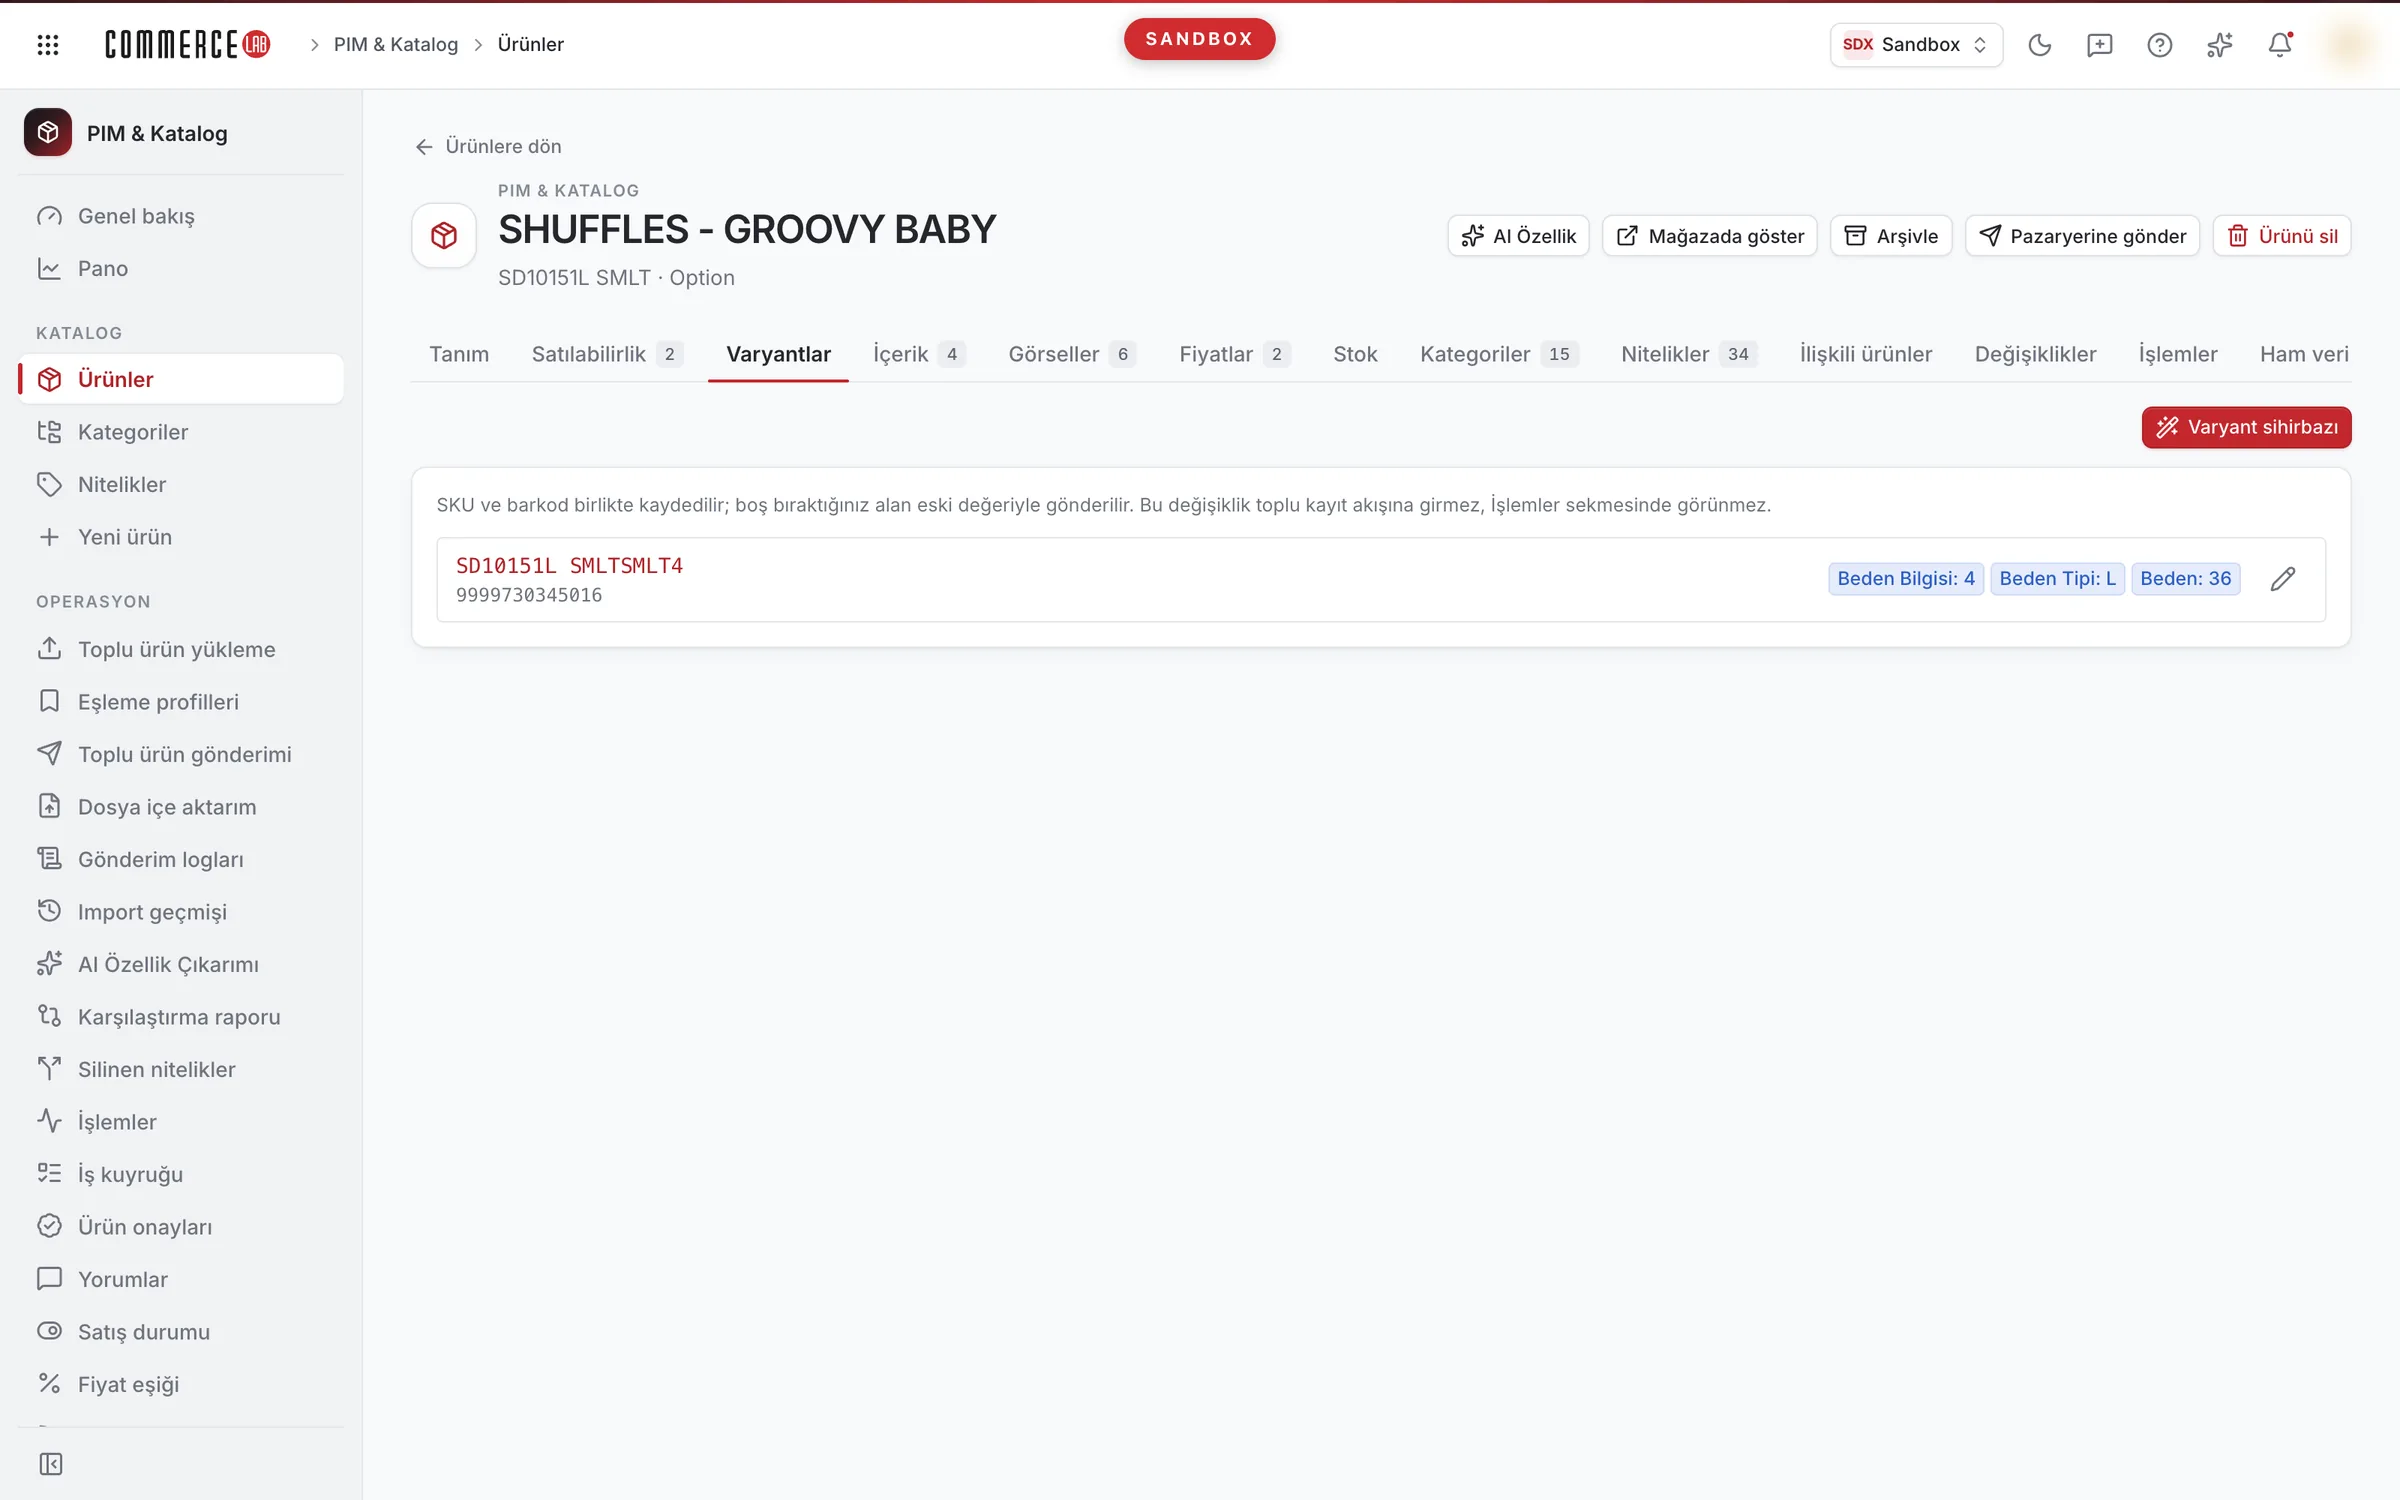 COMMERCE LAB
PIM & Katalog
Ürünler
SANDBOX
SDX Sandbox
PIM & Katalog
Genel bakış
Pano
KATALOG
Ürünler
Kategoriler
Nitelikler
Yeni ürün
OPERASYON
Toplu ürün yükleme
Eşleme profilleri
Toplu ürün gönderimi
Dosya içe aktarım
Gönderim logları
Import geçmişi
AI Özellik Çıkarımı
Karşılaştırma raporu
Silinen nitelikler
İşlemler
İş kuyruğu
Ürün onayları
Yorumlar
Satış durumu
Fiyat eşiği
Ürünlere dön
PIM & KATALOG
SHUFFLES - GROOVY BABY
SD10151L SMLT · Option
AI Özellik
Mağazada göster
Arşivle
Pazaryerine gönder
Ürünü sil
Tanım
Satılabilirlik 2
Varyantlar
İçerik 4
Görseller 6
Fiyatlar 2
Stok
Kategoriler 15
Nitelikler 34
İlişkili ürünler
Değişiklikler
İşlemler
Ham veri
Varyant sihirbazı
SKU ve barkod birlikte kaydedilir; boş bıraktığınız alan eski değeriyle gönderilir. Bu değişiklik toplu kayıt akışına girmez, İşlemler sekmesinde görünmez.
SD10151L SMLTSMLT4
9999730345016
Beden Bilgisi: 4
Beden Tipi: L
Beden: 36